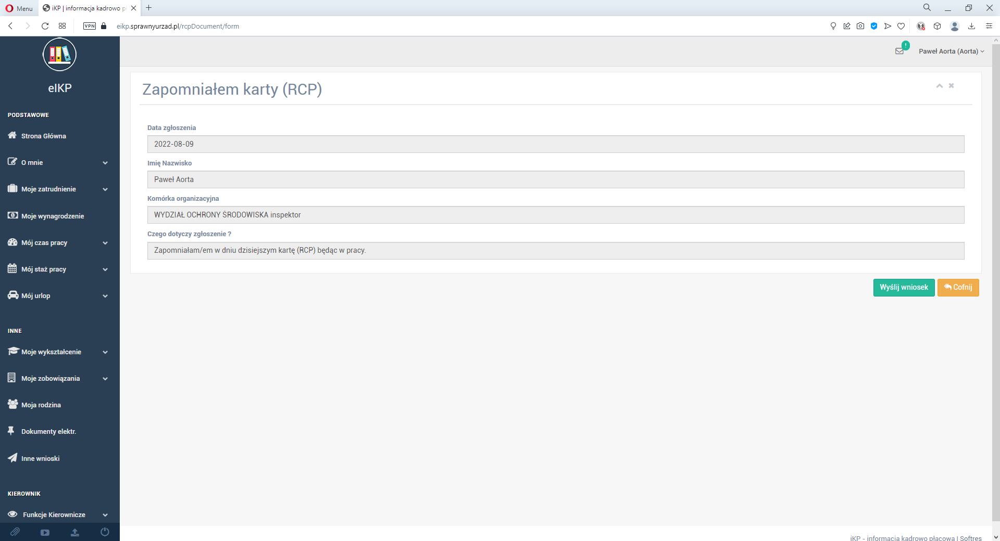 Menu
iKP | informacja kadrowo p
VPN
eikp.sprawnyurzad.pl/rcpDocument/form
!
Paweł Aorta (Aorta)
eIKP
PODSTAWOWE
Strona Główna
O mnie
Moje zatrudnienie
Moje wynagrodzenie
Mój czas pracy
Mój staż pracy
Mój urlop
INNE
Moje wykształcenie
Moje zobowiązania
Moja rodzina
Dokumenty elektr.
Inne wnioski
KIEROWNIK
Funkcje Kierownicze
Zapomniałem karty (RCP)
Data zgłoszenia
2022-08-09
Imię Nazwisko
Paweł Aorta
Komórka organizacyjna
WYDZIAŁ OCHRONY ŚRODOWISKA inspektor
Czego dotyczy zgłoszenie ?
Zapomniałam/em w dniu dzisiejszym kartę (RCP) będąc w pracy.
Wyślij wniosek
Cofnij
iKP - informacja kadrowo płacowa | Softres